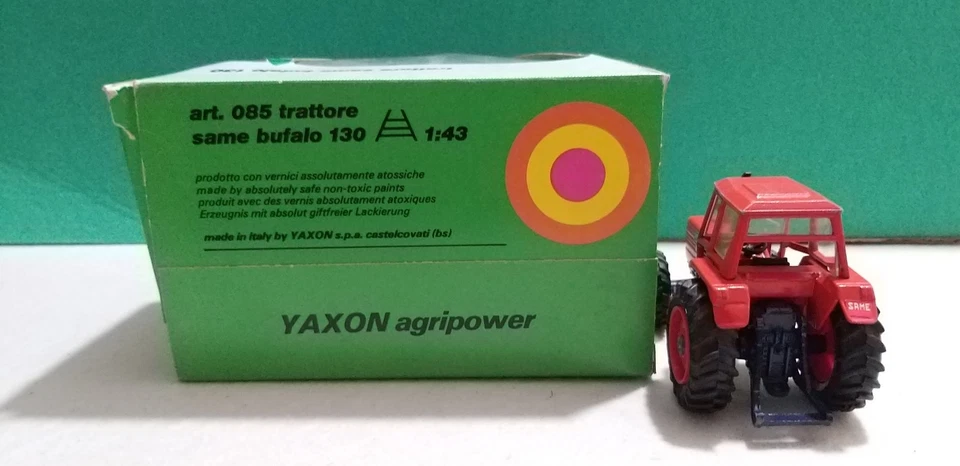 art. 085 trattore
same bufalo 130 1:43
prodotto con vernici assolutamente atossiche
made by absolutely safe non-toxic paints
produit avec des vernis absolutament atoxiques
Erzeugnis mit absolut giftfreier Lackierung
made in italy by YAXON s.p.a. castelcovati (bs)
YAXON agripower
SAME